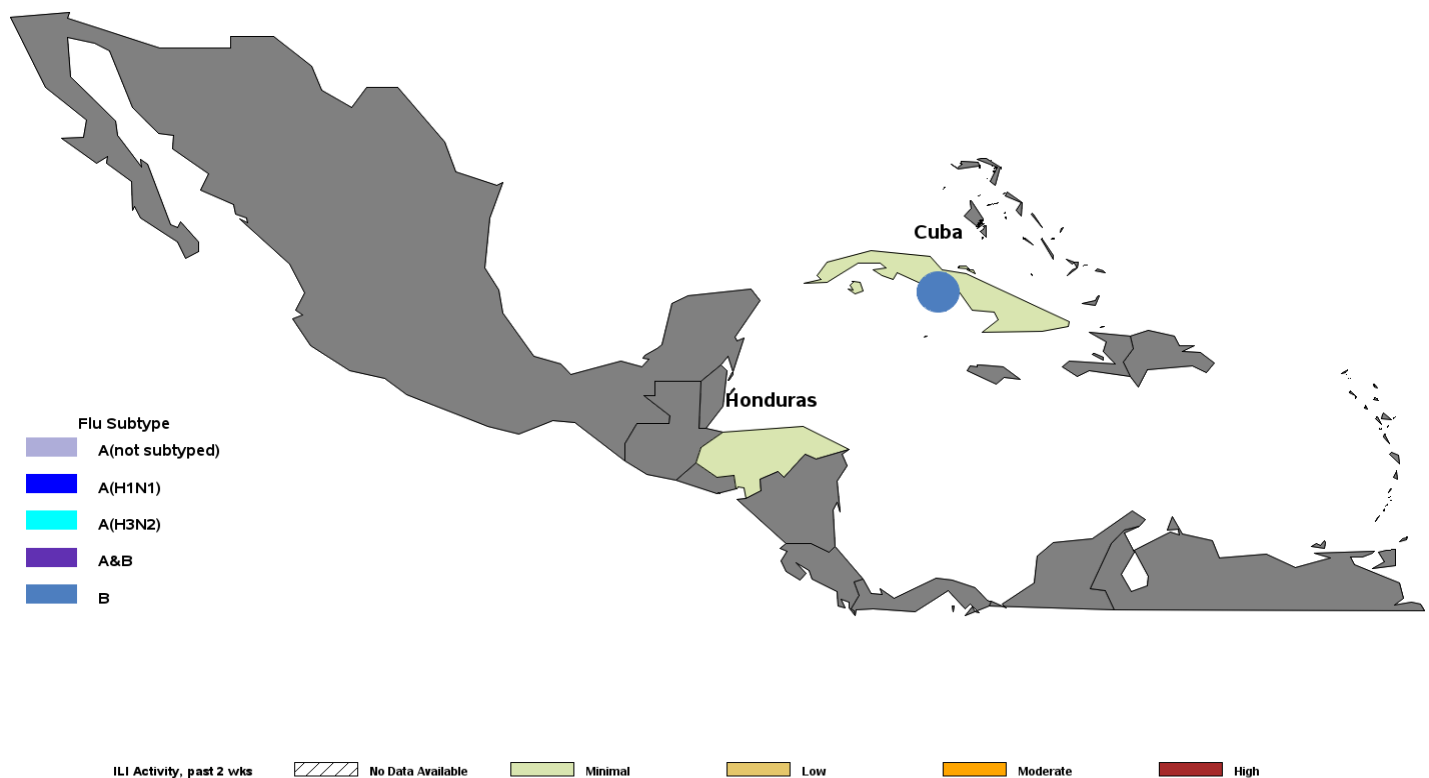 Cuba
Honduras
Flu Subtype
A(not subtyped)
A(H1N1)
A(H3N2)
A&B
B
ILI Activity, past 2 wks No Data Available Minimal Low Moderate High